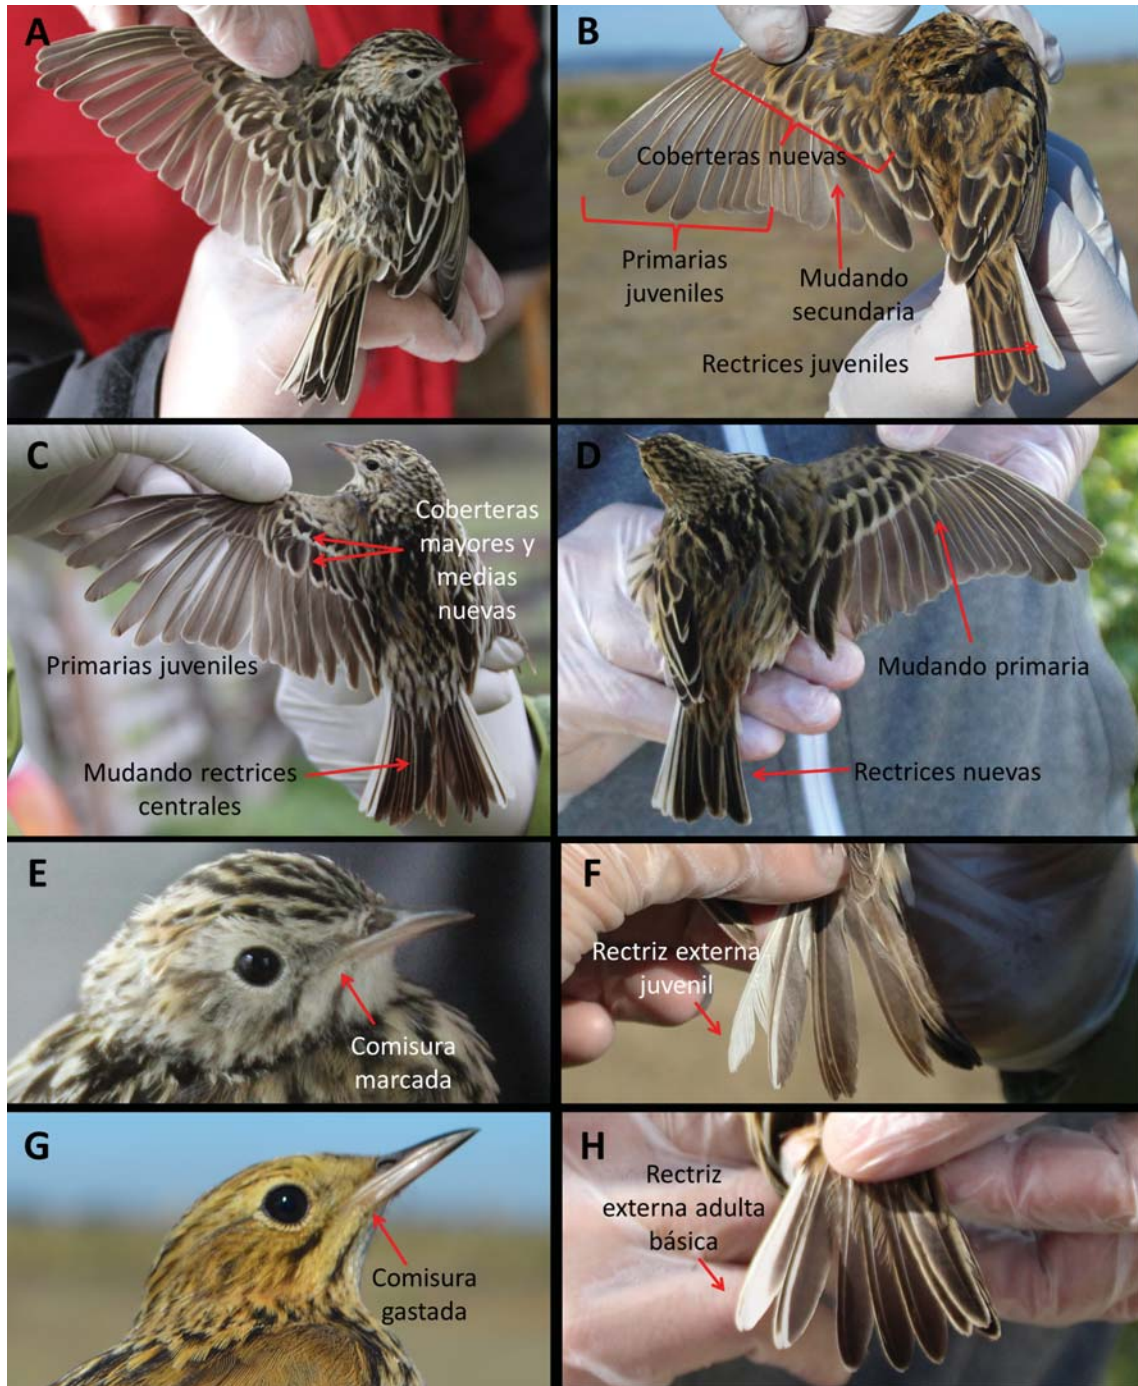 A
B
Coberteras nuevas
Primarias
juveniles
Mudando
secundaria
Rectrices juveniles
C
Coberteras
mayores y
medias
nuevas
Primarias juveniles
Mudando rectrices
centrales
D
Mudando primaria
Rectrices nuevas
E
Comisura
marcada
F
Rectriz externa
juvenil
G
Comisura
gastada
H
Rectriz
externa adulta
básica